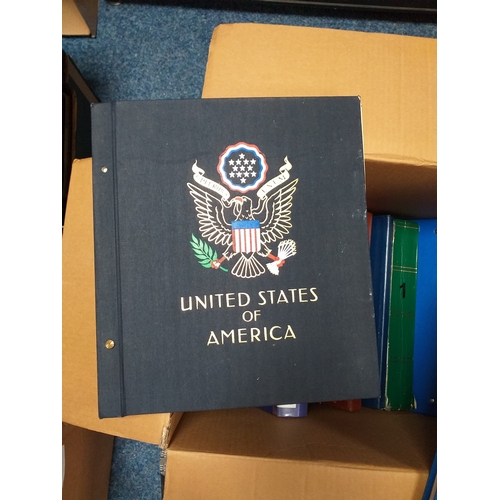 UNITED STATES
OF
AMERICA
1